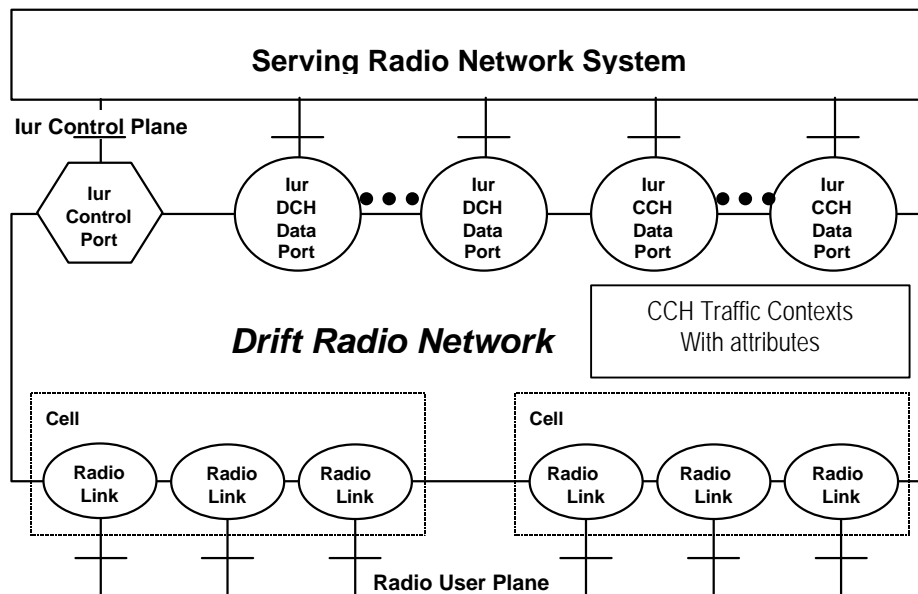 Serving Radio Network System
Iur Control Plane
Iur
Control
Port
Iur
DCH
Data
Port
Iur
DCH
Data
Port
Iur
CCH
Data
Port
Iur
CCH
Data
Port
CCH Traffic Contexts
With attributes
Drift Radio Network
Cell
Radio
Link
Radio
Link
Radio
Link
Cell
Radio
Link
Radio
Link
Radio
Link
Radio User Plane